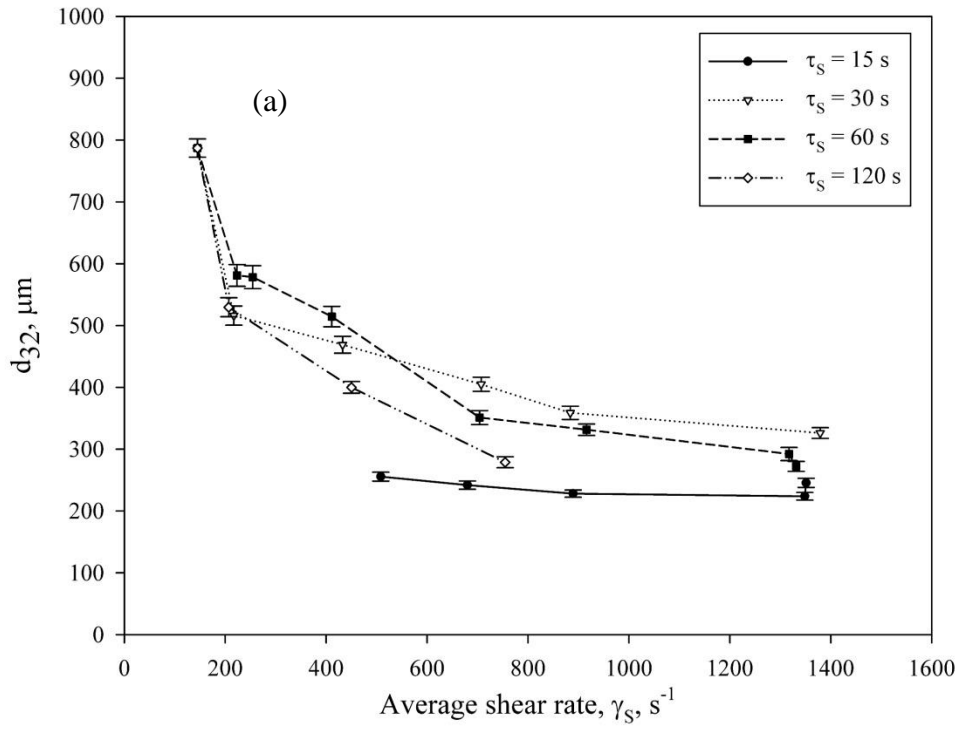 1000
900
800
700
600
500
400
300
200
100
0
d32, μm
(a)
τS = 15 s
τS = 30 s
τS = 60 s
τS = 120 s
0 200 400 600 800 1000 1200 1400 1600
Average shear rate, γS, s-1